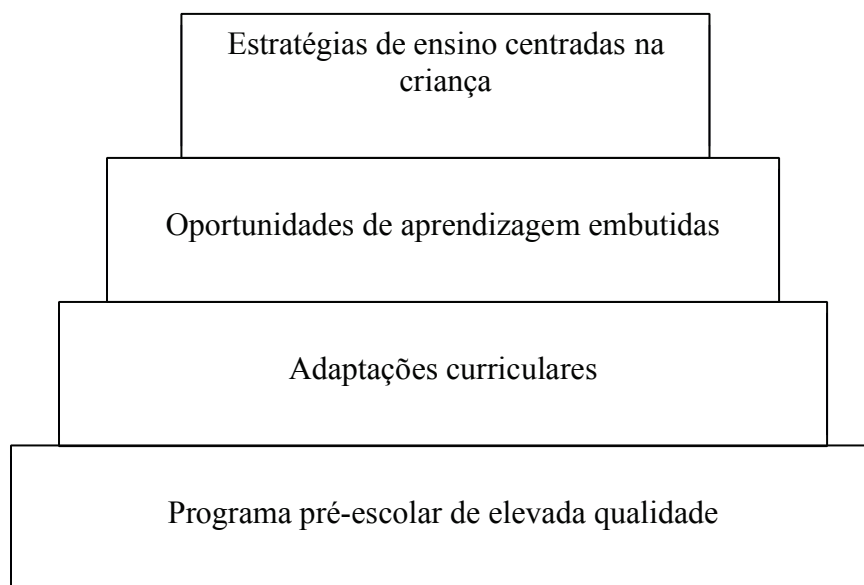 Estratégias de ensino centradas na
criança
Oportunidades de aprendizagem embutidas
Adaptações curriculares
Programa pré-escolar de elevada qualidade